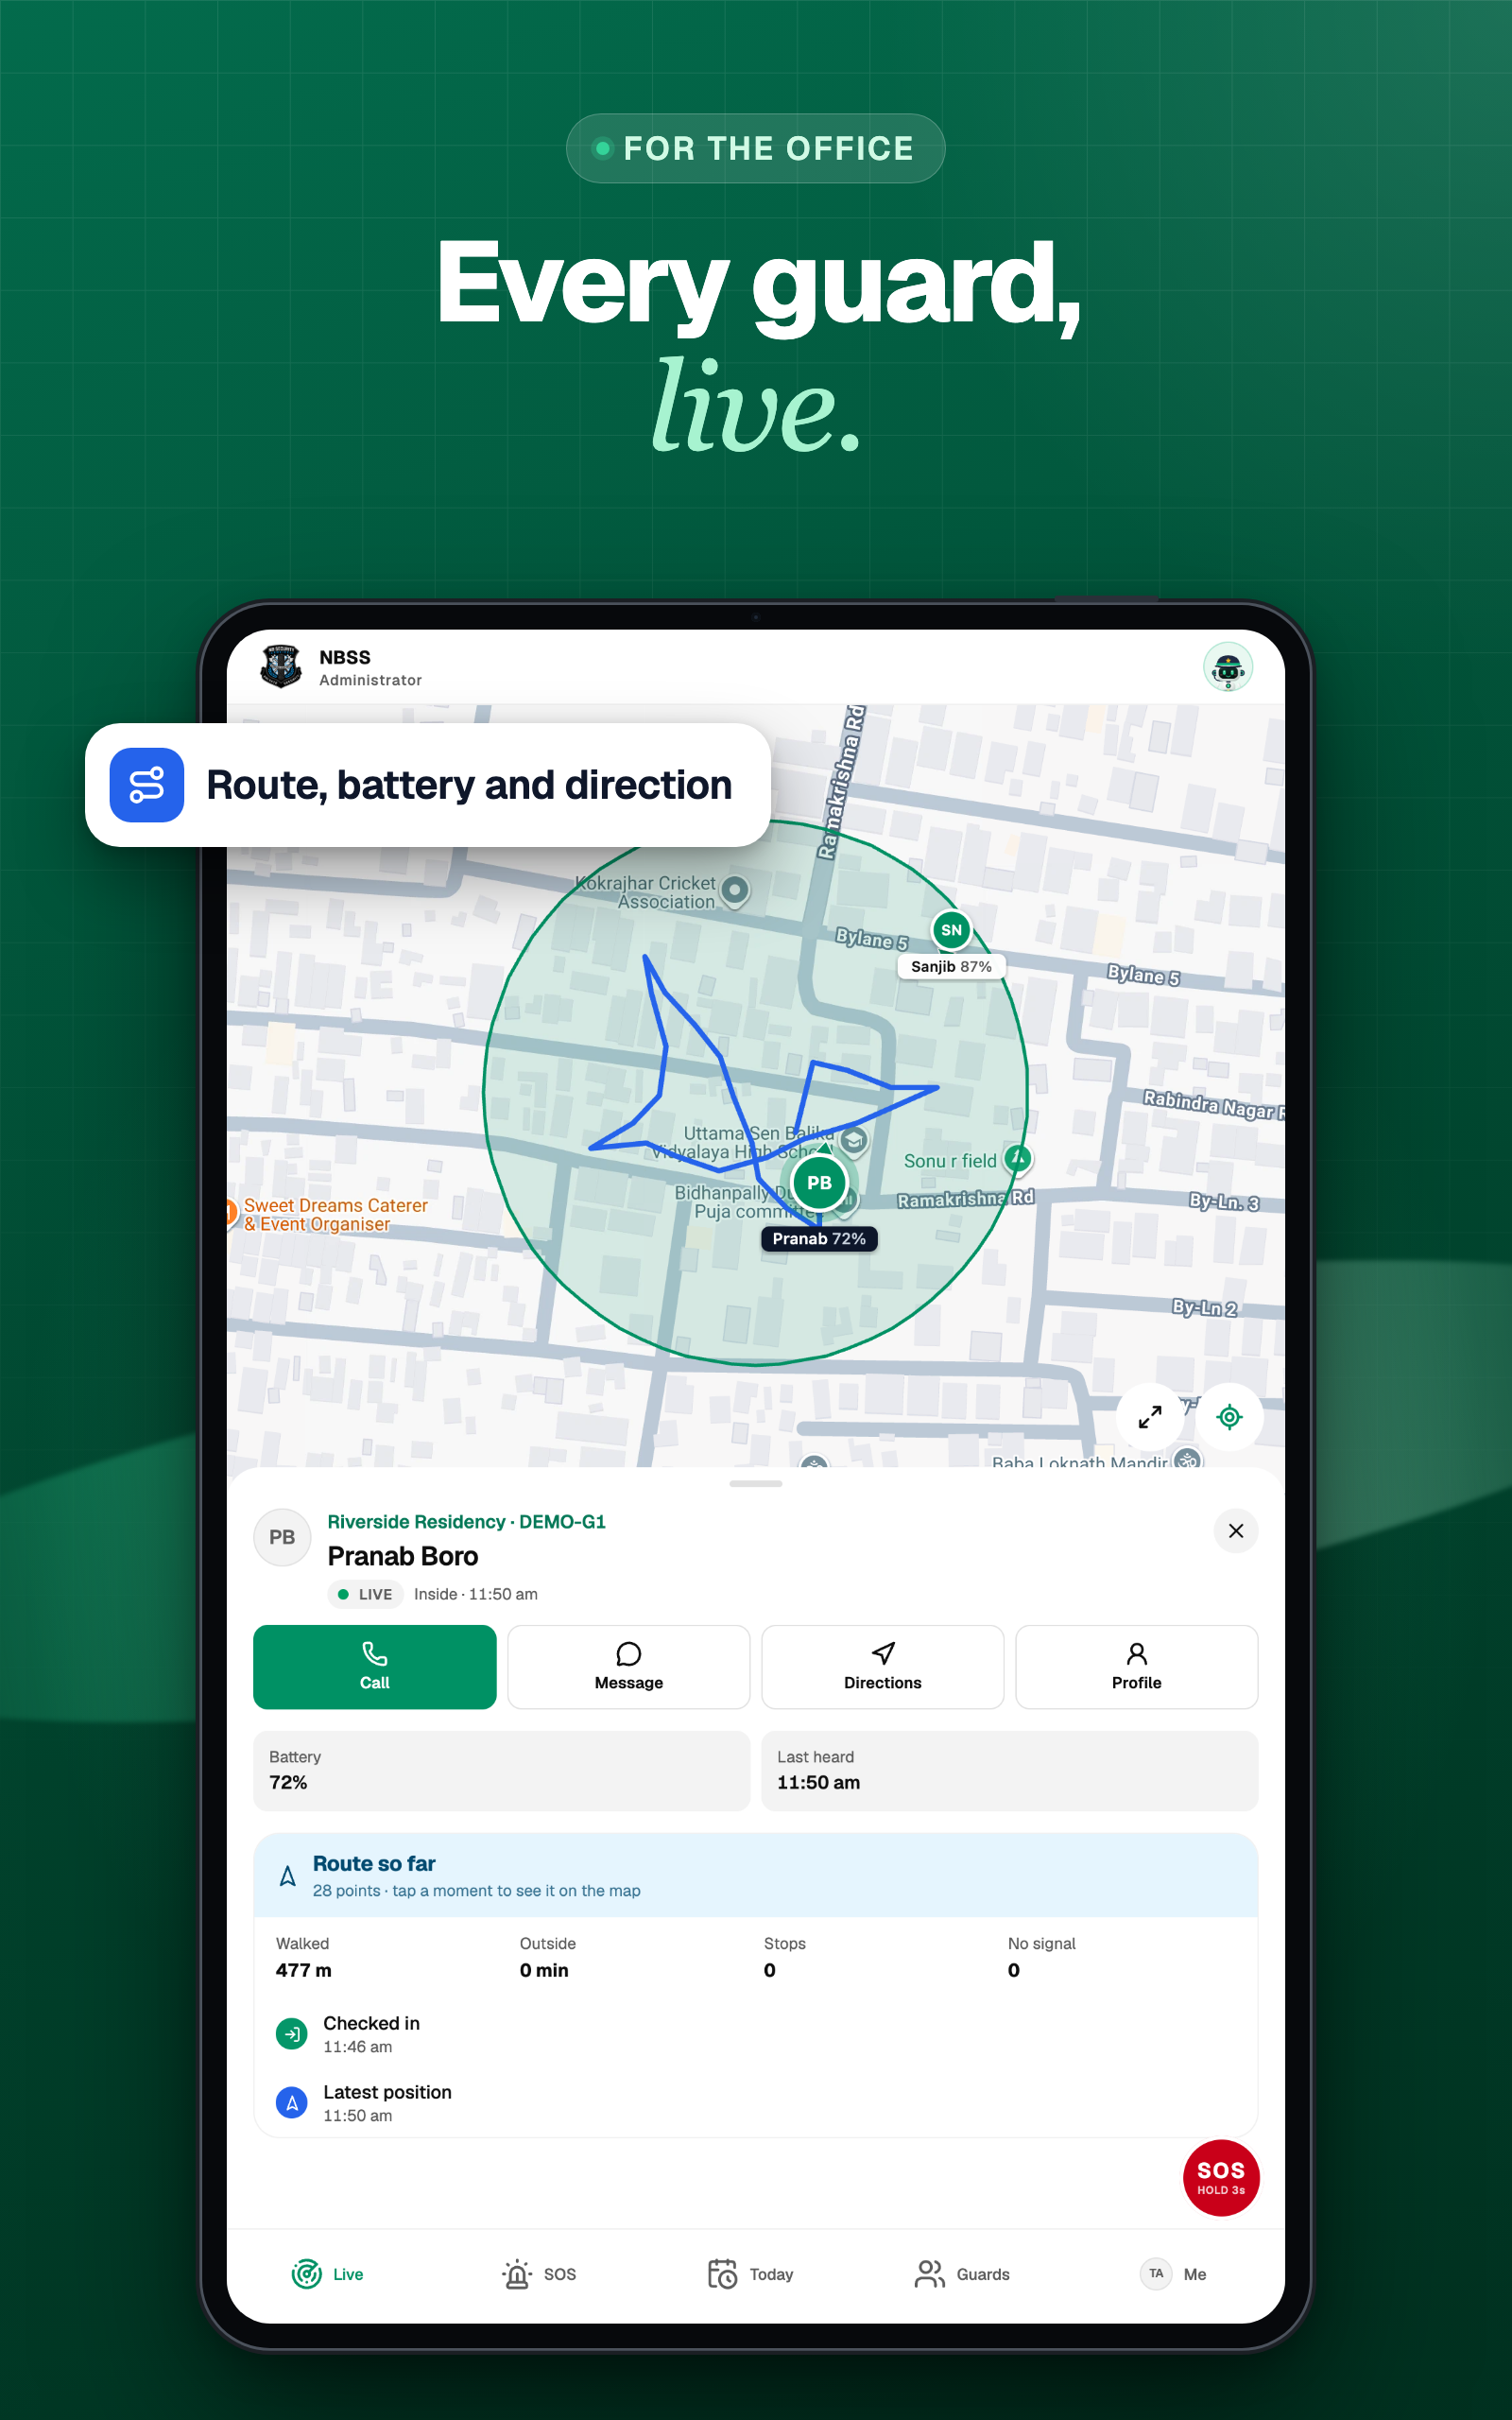 FOR THE OFFICE
Every guard,
live.
NBSS
Administrator
Route, battery and direction
Ramakrishna Rd
Kokrajhar Cricket
Association
Bylane 5
SN
Sanjib 87%
Bylane 5
Rabindra Nagar R
Uttama Sen Balika
Vidyalaya High School
Sonu r field
PB
Bidhanpally
Puja committe
Ramakrishna Rd
By-Ln. 3
Sweet Dreams Caterer
& Event Organiser
Pranab 72%
By-Ln 2
Baba Loknath Mandir
PB
Riverside Residency · DEMO-G1
Pranab Boro
LIVE
Inside · 11:50 am
Call
Message
Directions
Profile
Battery
72%
Last heard
11:50 am
Route so far
28 points · tap a moment to see it on the map
Walked
Outside
Stops
No signal
477 m
0 min
0
0
Checked in
11:46 am
Latest position
11:50 am
SOS
HOLD 3s
Live
SOS
Today
Guards
TA
Me